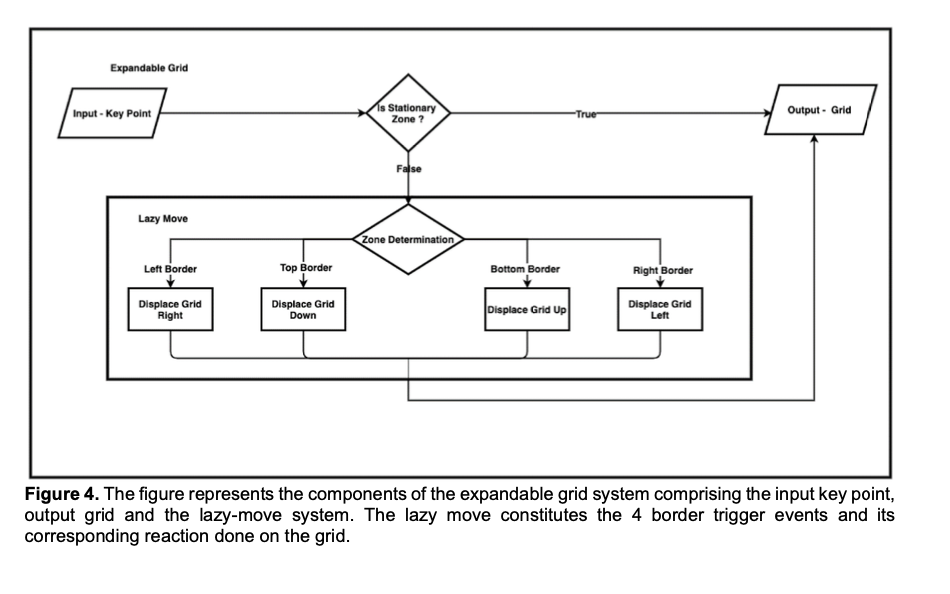 Expandable Grid
Input - Key Point
Is Stationary
Zone ?
True
Output - Grid
False
Lazy Move
Zone Determination
Left Border
Top Border
Bottom Border
Right Border
Displace Grid
Right
Displace Grid
Down
Displace Grid Up
Displace Grid
Left
Figure 4. The figure represents the components of the expandable grid system comprising the input key point,
output grid and the lazy-move system. The lazy move constitutes the 4 border trigger events and its
corresponding reaction done on the grid.